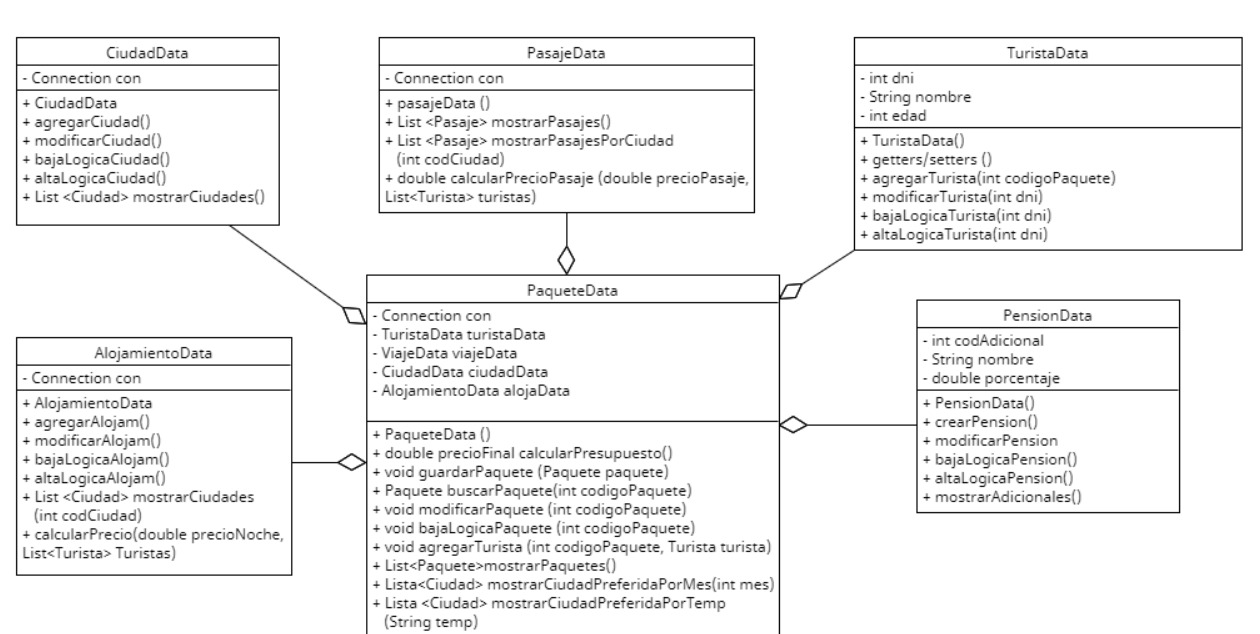 CiudadData
- Connection con
+ CiudadData
+ agregarCiudad()
+ modificarCiudad()
+ bajaLogicaCiudad()
+ altaLogicaCiudad()
+ List <Ciudad> mostrarCiudades()
PasajeData
- Connection con
+ pasajeData ()
+ List <Pasaje> mostrarPasajes()
+ List <Pasaje> mostrarPasajesPorCiudad
(int codCiudad)
+ double calcularPrecioPasaje (double precioPasaje,
List<Turista> turistas)
TuristaData
- int dni
- String nombre
- int edad
+ TuristaData()
+ getters/setters ()
+ agregarTurista(int codigoPaquete)
+ modificarTurista(int dni)
+ bajaLogicaTurista(int dni)
+ altaLogicaTurista(int dni)
AlojamientoData
- Connection con
+ AlojamientoData
+ agregarAlojam()
+ modificarAlojam()
+ bajaLogicaAlojam()
+ altaLogicaAlojam()
+ List <Ciudad> mostrarCiudades
(int codCiudad)
+ calcularPrecio(double precioNoche,
List<Turista> Turistas)
PaqueteData
- Connection con
- TuristaData turistaData
- ViajeData viajeData
- CiudadData ciudadData
- AlojamientoData alojaData
+ PaqueteData ()
+ double precioFinal calcularPresupuesto()
+ void guardarPaquete (Paquete paquete)
+ Paquete buscarPaquete(int codigoPaquete)
+ void modificarPaquete (int codigoPaquete)
+ void bajaLogicaPaquete (int codigoPaquete)
+ void agregarTurista (int codigoPaquete, Turista turista)
+ List<Paquete>mostrarPaquetes()
+ Lista<Ciudad> mostrarCiudadPreferidaPorMes(int mes)
+ Lista <Ciudad> mostrarCiudadPreferidaPorTemp
(String temp)
PensionData
- int codAdicional
- String nombre
- double porcentaje
+ PensionData()
+ crearPension()
+ modificarPension
+ bajaLogicaPension()
+ altaLogicaPension()
+ mostrarAdicionales()